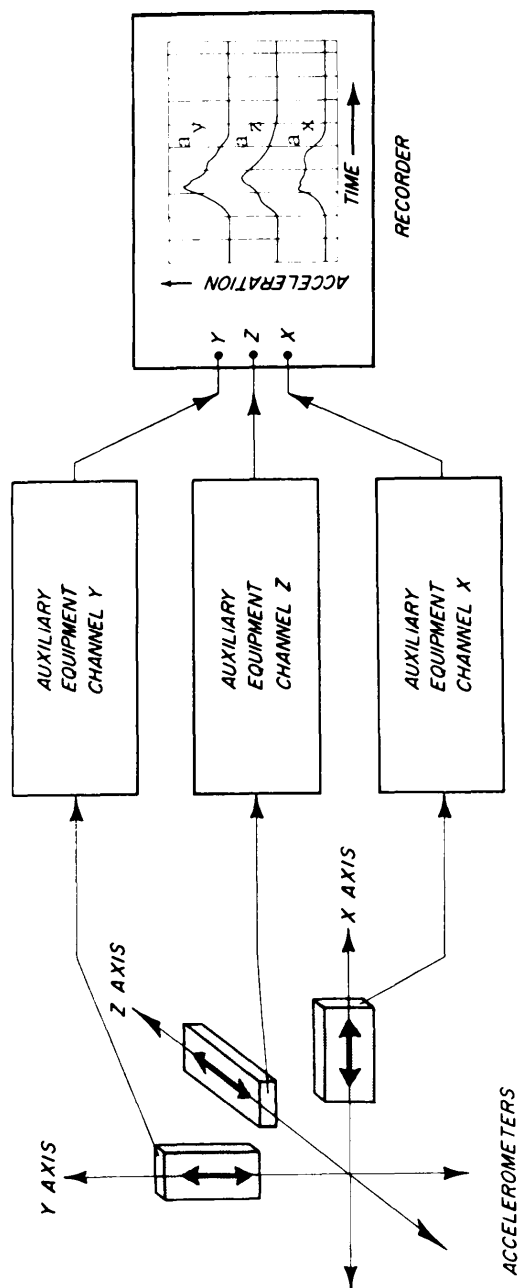 Y AXIS
Z AXIS
X AXIS
ACCELEROMETERS
AUXILIARY
EQUIPMENT
CHANNEL Y
AUXILIARY
EQUIPMENT
CHANNEL Z
AUXILIARY
EQUIPMENT
CHANNEL X
Y
Z
X
ACCELERATION
a y
a z
a x
TIME
RECORDER